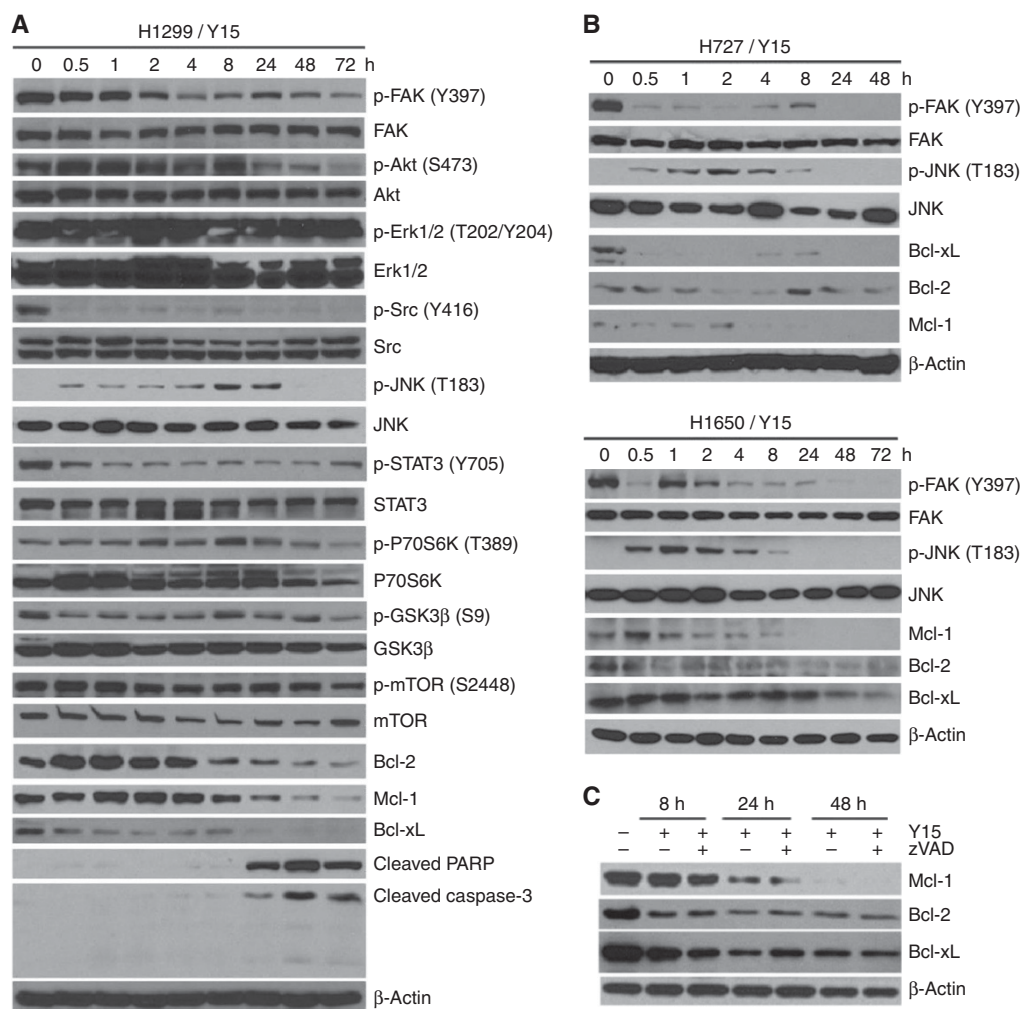 A
H1299 / Y15
0 0.5 1 2 4 8 24 48 72 h
p-FAK (Y397)
FAK
p-Akt (S473)
Akt
p-Erk1/2 (T202/Y204)
Erk1/2
p-Src (Y416)
Src
p-JNK (T183)
JNK
p-STAT3 (Y705)
STAT3
p-P70S6K (T389)
P70S6K
p-GSK3β (S9)
GSK3β
p-mTOR (S2448)
mTOR
Bcl-2
Mcl-1
Bcl-xL
Cleaved PARP
Cleaved caspase-3
β-Actin
B
H727 / Y15
0 0.5 1 2 4 8 24 48 h
p-FAK (Y397)
FAK
p-JNK (T183)
JNK
Bcl-xL
Bcl-2
Mcl-1
β-Actin
H1650 / Y15
0 0.5 1 2 4 8 24 48 72 h
p-FAK (Y397)
FAK
p-JNK (T183)
JNK
Mcl-1
Bcl-2
Bcl-xL
β-Actin
C
8 h 24 h 48 h
– + + + + + + Y15
– – + – + – + zVAD
Mcl-1
Bcl-2
Bcl-xL
β-Actin